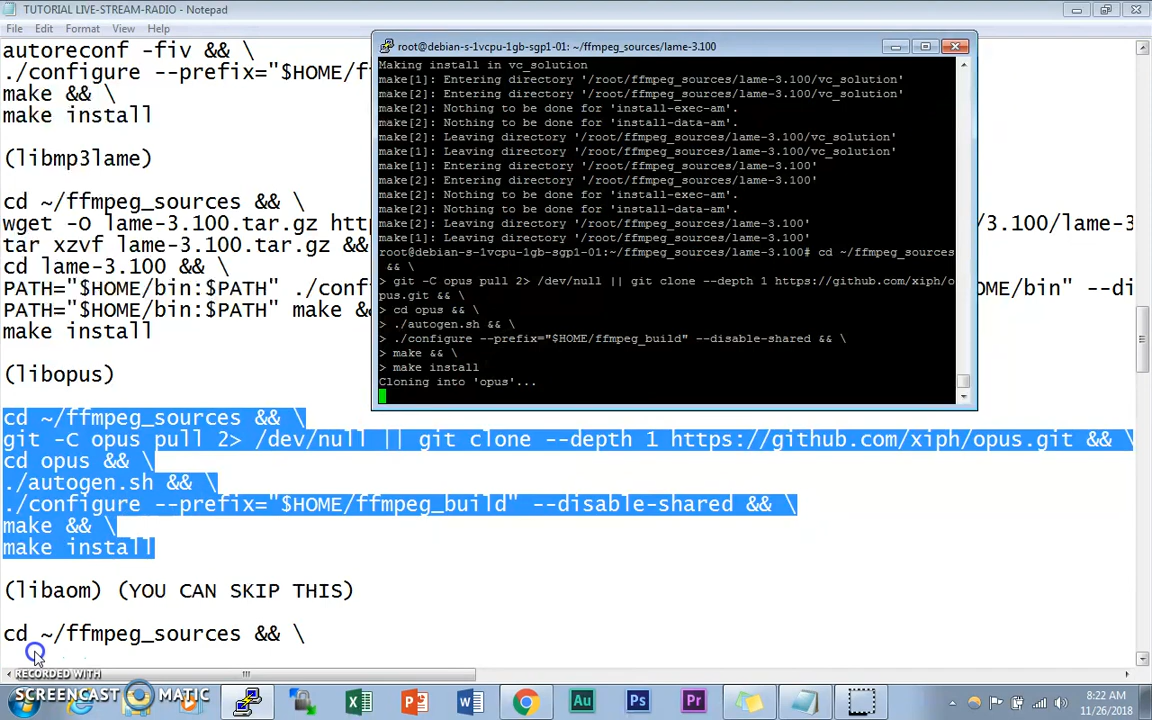 TUTORIAL LIVE-STREAM-RADIO - Notepad
File Edit Format View Help
autoreconf -fiv && \
./configure --prefix="$HOME/f
make && \
make install
(libmp3lame)
cd ~/ffmpeg_sources && \
wget -O lame-3.100.tar.gz htt /3.100/lame-3
tar xzvf lame-3.100.tar.gz &&
cd lame-3.100 && \
PATH="$HOME/bin:$PATH" ./conf OME/bin" --di
PATH="$HOME/bin:$PATH" make &
make install
(libopus)
cd ~/ffmpeg_sources && \
git -C opus pull 2> /dev/null || git clone --depth 1 https://github.com/xiph/opus.git && \
cd opus && \
./autogen.sh && \
./configure --prefix="$HOME/ffmpeg_build" --disable-shared && \
make && \
make install
(libaom) (YOU CAN SKIP THIS)
cd ~/ffmpeg_sources && \
root@debian-s-1vcpu-1gb-sgp1-01: ~/ffmpeg_sources/lame-3.100
Making install in vc_solution
make[1]: Entering directory '/root/ffmpeg_sources/lame-3.100/vc_solution'
make[2]: Entering directory '/root/ffmpeg_sources/lame-3.100/vc_solution'
make[2]: Nothing to be done for 'install-exec-am'.
make[2]: Nothing to be done for 'install-data-am'.
make[2]: Leaving directory '/root/ffmpeg_sources/lame-3.100/vc_solution'
make[1]: Leaving directory '/root/ffmpeg_sources/lame-3.100/vc_solution'
make[1]: Entering directory '/root/ffmpeg_sources/lame-3.100'
make[2]: Entering directory '/root/ffmpeg_sources/lame-3.100'
make[2]: Nothing to be done for 'install-exec-am'.
make[2]: Nothing to be done for 'install-data-am'.
make[2]: Leaving directory '/root/ffmpeg_sources/lame-3.100'
make[1]: Leaving directory '/root/ffmpeg_sources/lame-3.100'
root@debian-s-1vcpu-1gb-sgp1-01:~/ffmpeg_sources/lame-3.100# cd ~/ffmpeg_sources
&& \
> git -C opus pull 2> /dev/null || git clone --depth 1 https://github.com/xiph/o
pus.git && \
> cd opus && \
> ./autogen.sh && \
> ./configure --prefix="$HOME/ffmpeg_build" --disable-shared && \
> make && \
> make install
Cloning into 'opus'...
RECORDED WITH
SCREENCAST MATIC
Au
Ps
Pr
8:22 AM
11/26/2018